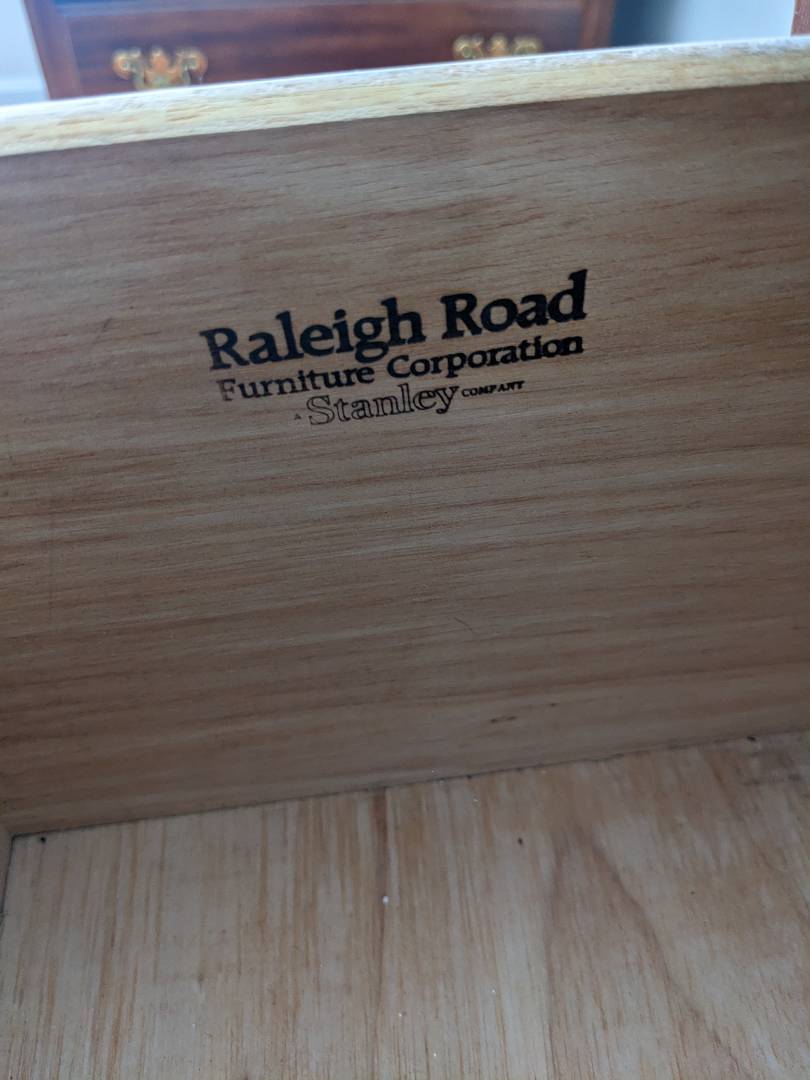 Raleigh Road
Furniture Corporation
A Stanley COMPANY